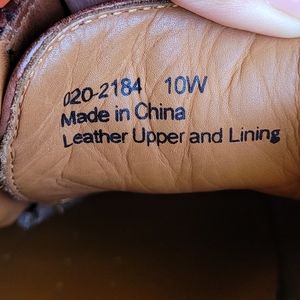 020-2184 10W
Made in China
Leather Upper and Lining